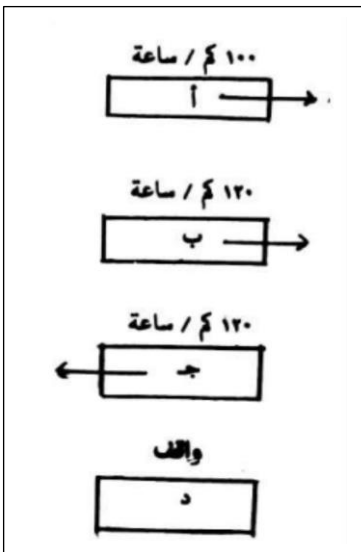 ١٠٠ كم / ساعة
أ
١٢٠ كم / ساعة
ب
١٢٠ كم / ساعة
جـ
واقف
د